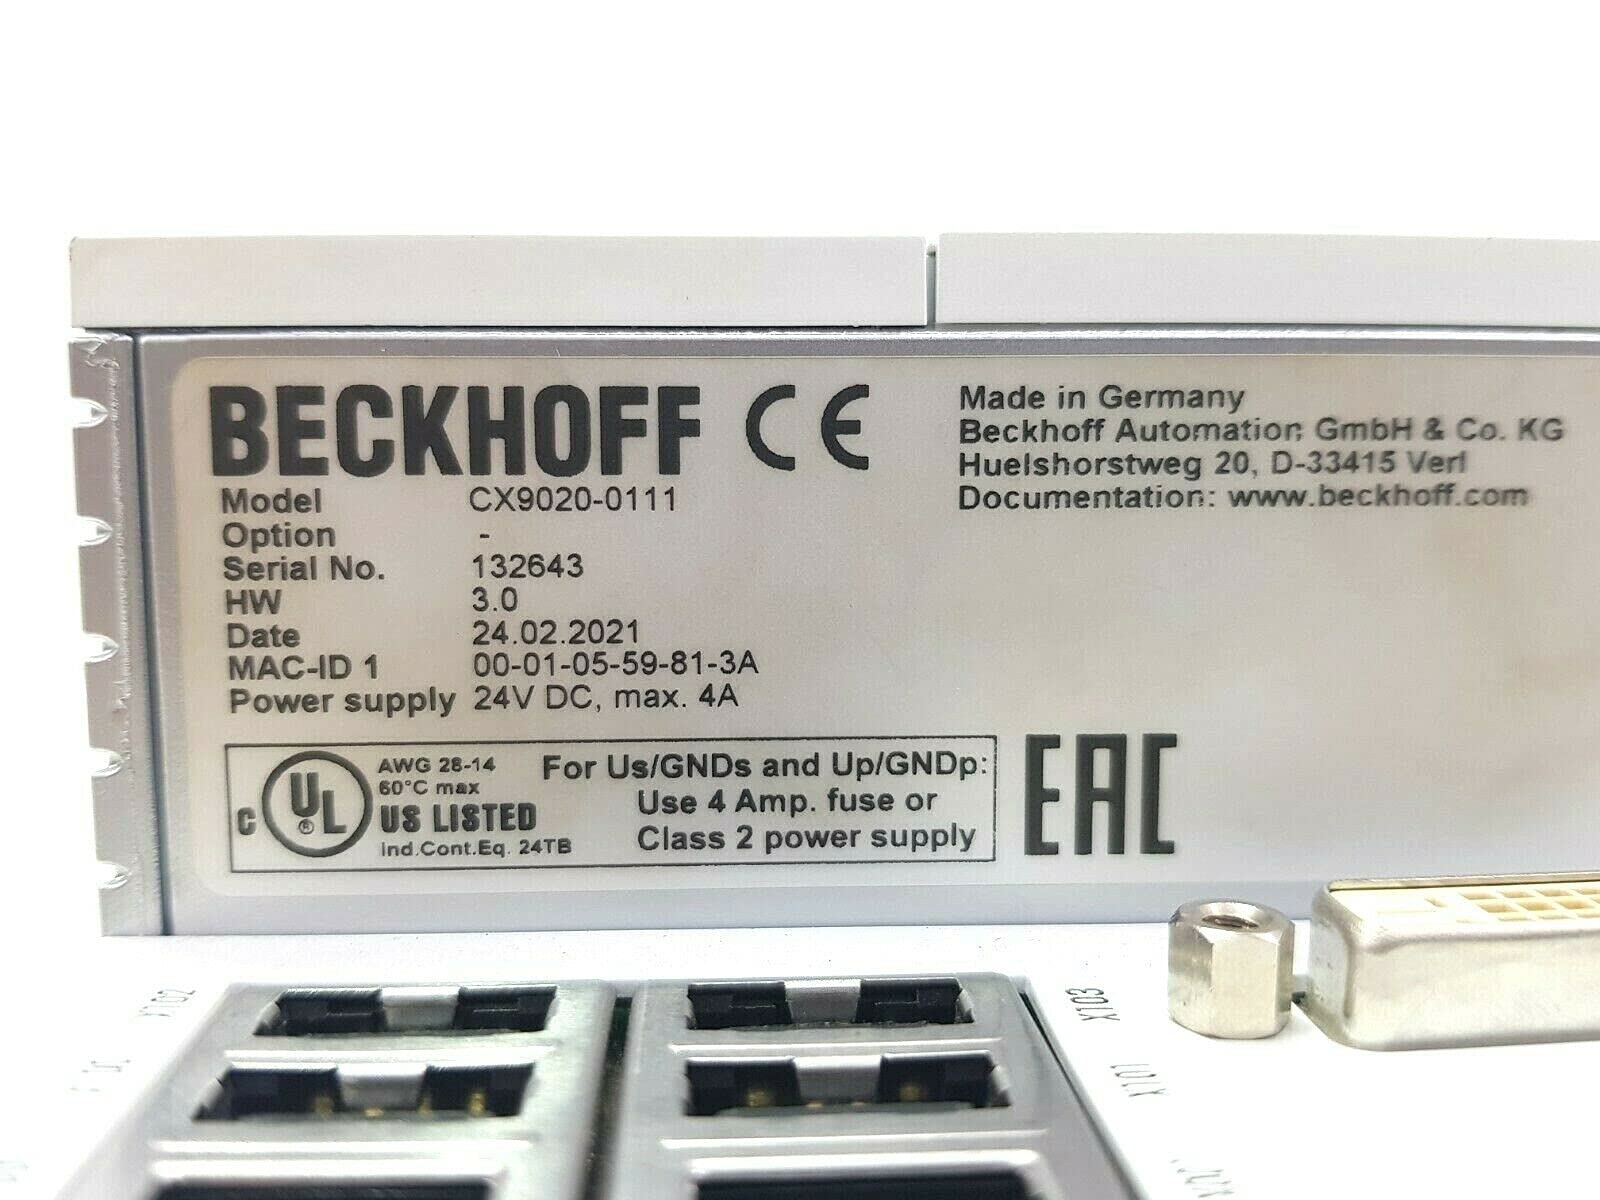 BECKHOFF CE
Made in Germany
Beckhoff Automation GmbH & Co. KG
Huelshorstweg 20, D-33415 Verl
Documentation: www.beckhoff.com
Model CX9020-0111
Option -
Serial No. 132643
HW 3.0
Date 24.02.2021
MAC-ID 1 00-01-05-59-81-3A
Power supply 24V DC, max. 4A
C UL ®
AWG 28-14
60°C max
US LISTED
Ind.Cont.Eq. 24TB
For Us/GNDs and Up/GNDp:
Use 4 Amp. fuse or
Class 2 power supply
EAC
X102
X103
X101